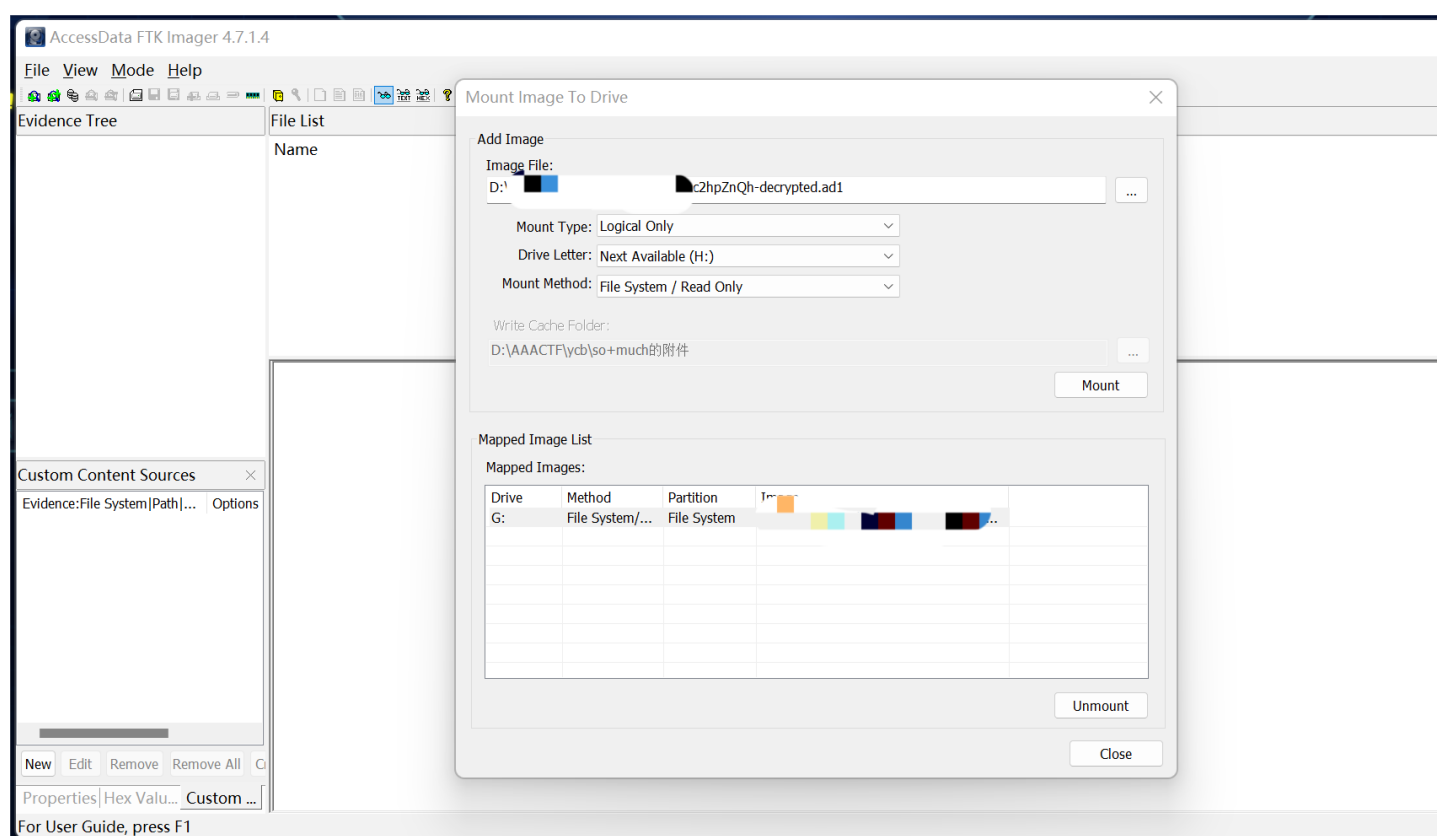 AccessData FTK Imager 4.7.1.4
File View Mode Help
TEXT HEX ?
Evidence Tree
File List
Name
Mount Image To Drive
Add Image
Image File:
D:\ c2hpZnQh-decrypted.ad1
...
Mount Type: Logical Only
Drive Letter: Next Available (H:)
Mount Method: File System / Read Only
Write Cache Folder:
D:\AAACTF\ycb\so+much的附件
...
Mount
Mapped Image List
Mapped Images:
Drive Method Partition
G: File System/... File System ..
Unmount
Close
Custom Content Sources
Evidence:File System|Path|... Options
New Edit Remove Remove All
Properties Hex Valu... Custom ...
For User Guide, press F1